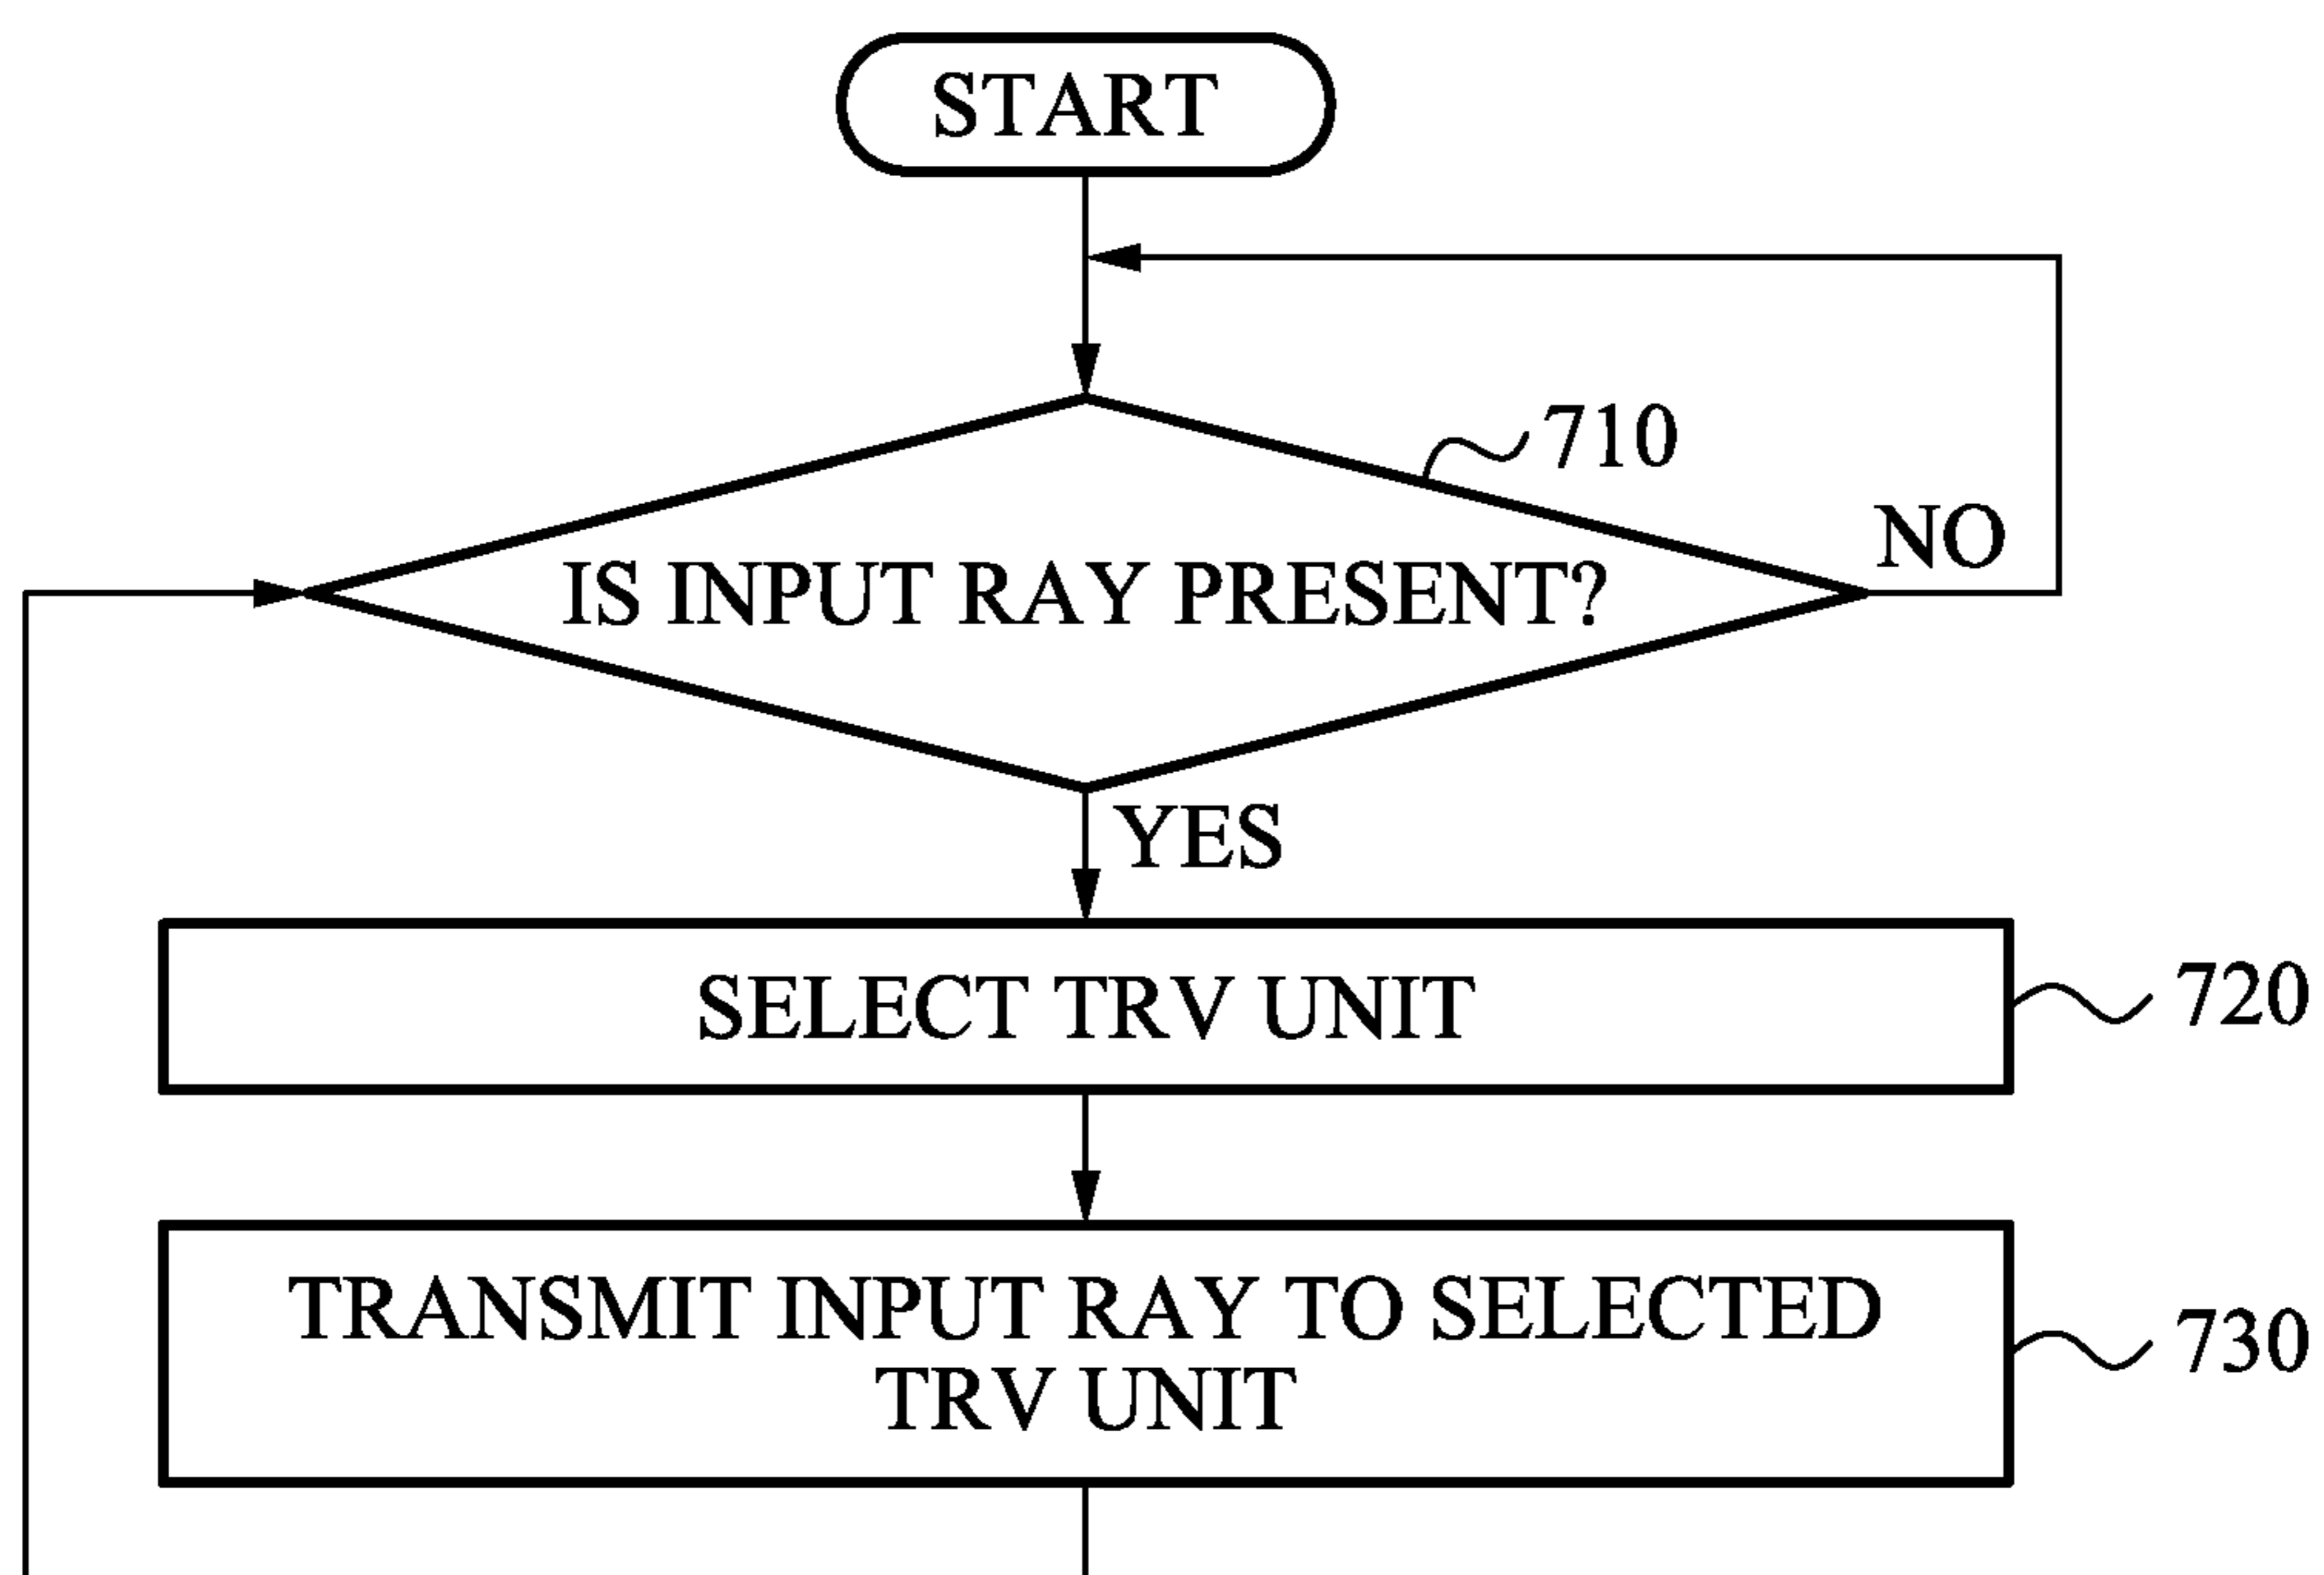 START
710
NO
IS INPUT RAY PRESENT?
YES
SELECT TRV UNIT
720
TRANSMIT INPUT RAY TO SELECTED
TRV UNIT
730